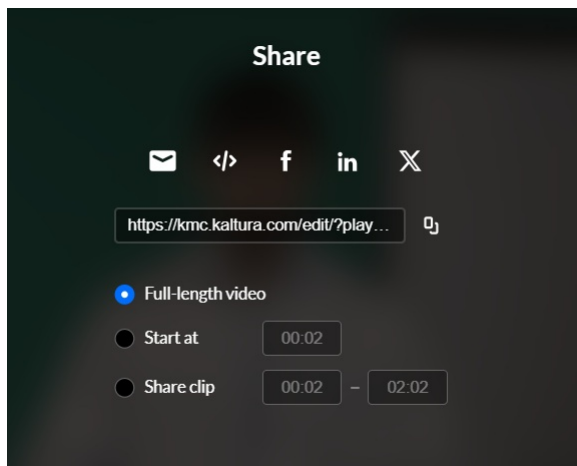 Share
</> f in X
https://kmc.kaltura.com/edit/?play...
Full-length video
Start at 00:02
Share clip 00:02 – 02:02